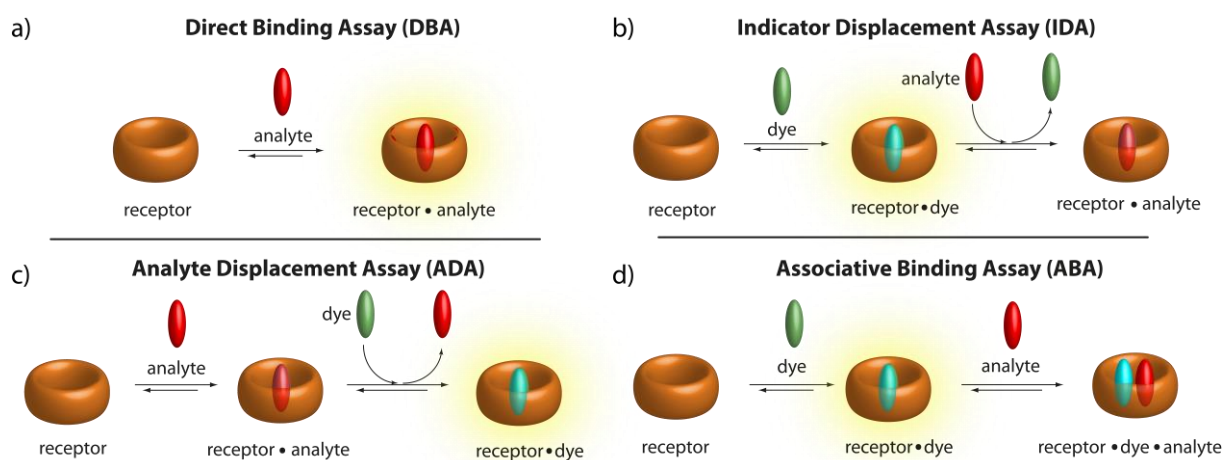 a) Direct Binding Assay (DBA)
analyte
receptor
receptor • analyte
b) Indicator Displacement Assay (IDA)
analyte
dye
receptor
receptor•dye
receptor • analyte
c) Analyte Displacement Assay (ADA)
dye
analyte
receptor
receptor • analyte
receptor•dye
d) Associative Binding Assay (ABA)
dye
analyte
receptor
receptor•dye
receptor • dye • analyte